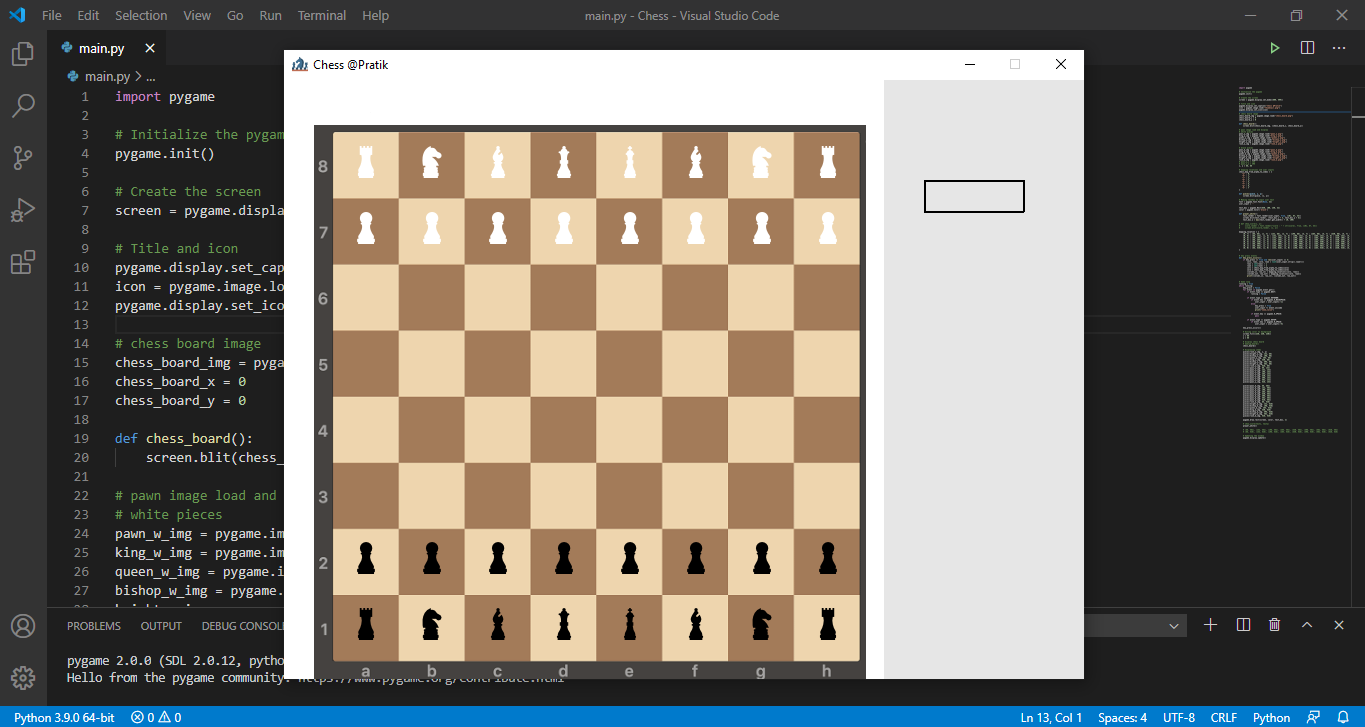 File Edit Selection View Go Run Terminal Help
main.py - Chess - Visual Studio Code
main.py
main.py > ...
1 import pygame
2
3 # Initialize the pygam
4 pygame.init()
5
6 # Create the screen
7 screen = pygame.displa
8
9 # Title and icon
10 pygame.display.set_cap
11 icon = pygame.image.lo
12 pygame.display.set_ico
13
14 # chess board image
15 chess_board_img = pyga
16 chess_board_x = 0
17 chess_board_y = 0
18
19 def chess_board():
20 screen.blit(chess_
21
22 # pawn image load and
23 # white pieces
24 pawn_w_img = pygame.im
25 king_w_img = pygame.im
26 queen_w_img = pygame.i
27 bishop_w_img = pygame.
Chess @Pratik
8
7
6
5
4
3
2
1
a b c d e f g h
PROBLEMS OUTPUT DEBUG CONSOL
pygame 2.0.0 (SDL 2.0.12, pytho
Hello from the pygame community. https://www.pygame.org/contribute.html
Python 3.9.0 64-bit 0 0 Ln 13, Col 1 Spaces: 4 UTF-8 CRLF Python